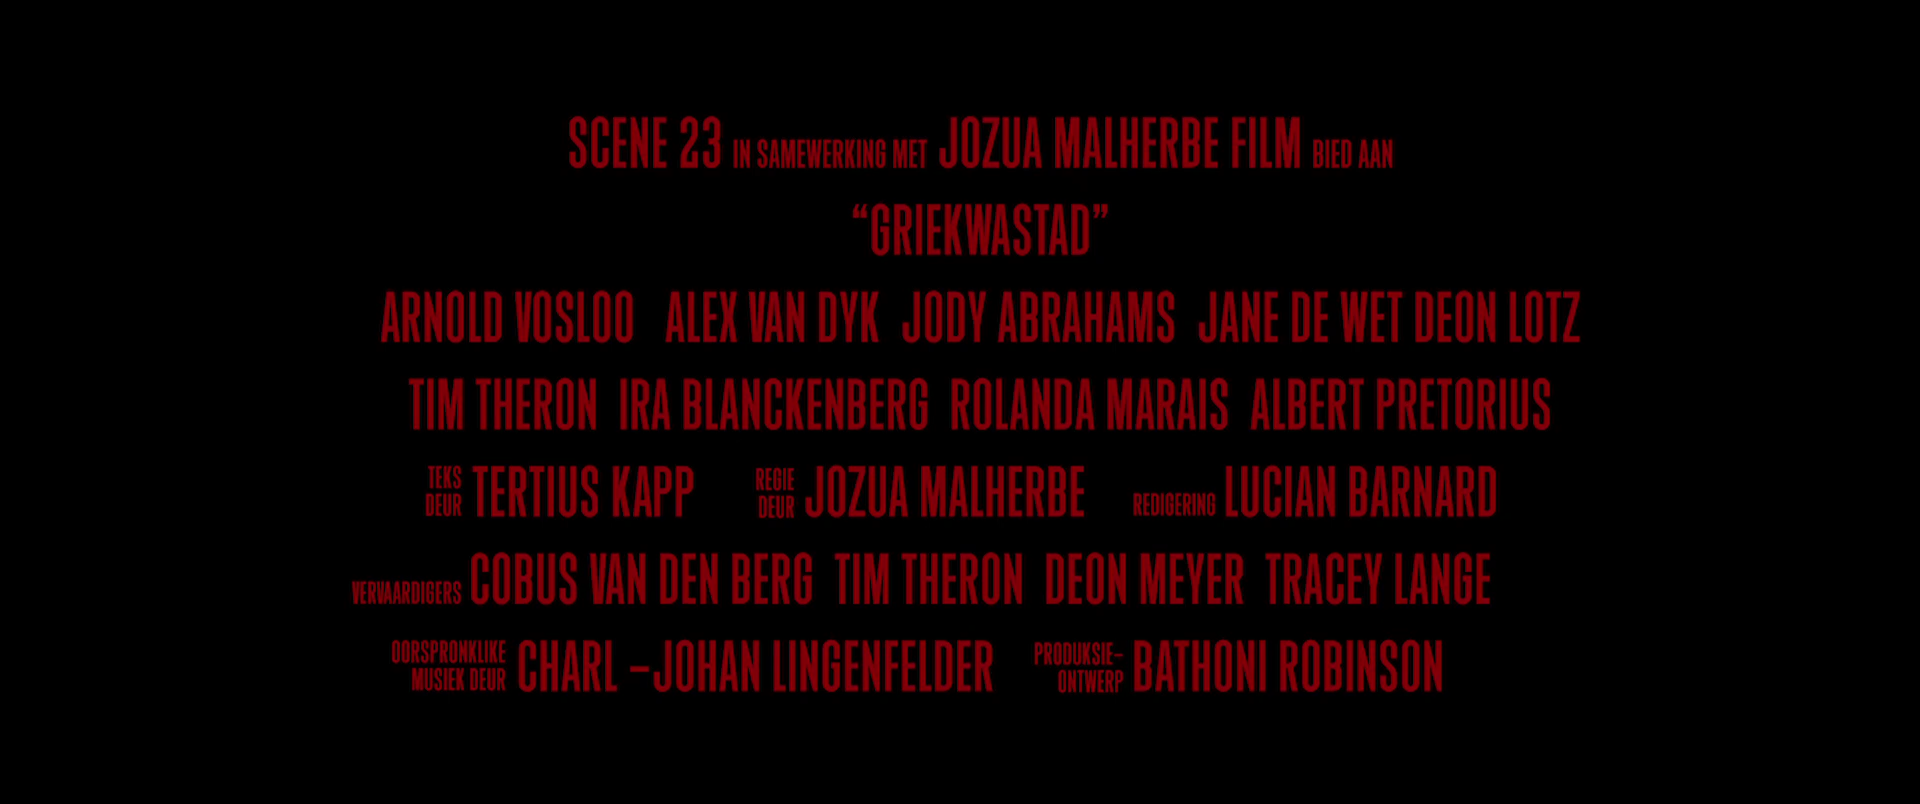 SCENE 23 IN SAMEWERKING MET JOZUA MALHERBE FILM BIED AAN
“GRIEKWASTAD”
ARNOLD VOSLOO ALEX VAN DYK JODY ABRAHAMS JANE DE WET DEON LOTZ
TIM THERON IRA BLANCKENBERG ROLANDA MARAIS ALBERT PRETORIUS
TEKS DEUR TERTIUS KAPP REGIE DEUR JOZUA MALHERBE REDIGERING LUCIAN BARNARD
VERVAARDIGERS COBUS VAN DEN BERG TIM THERON DEON MEYER TRACEY LANGE
OORSPRONKLIKE MUSIEK DEUR CHARL –JOHAN LINGENFELDER PRODUKSIE– ONTWERP BATHONI ROBINSON